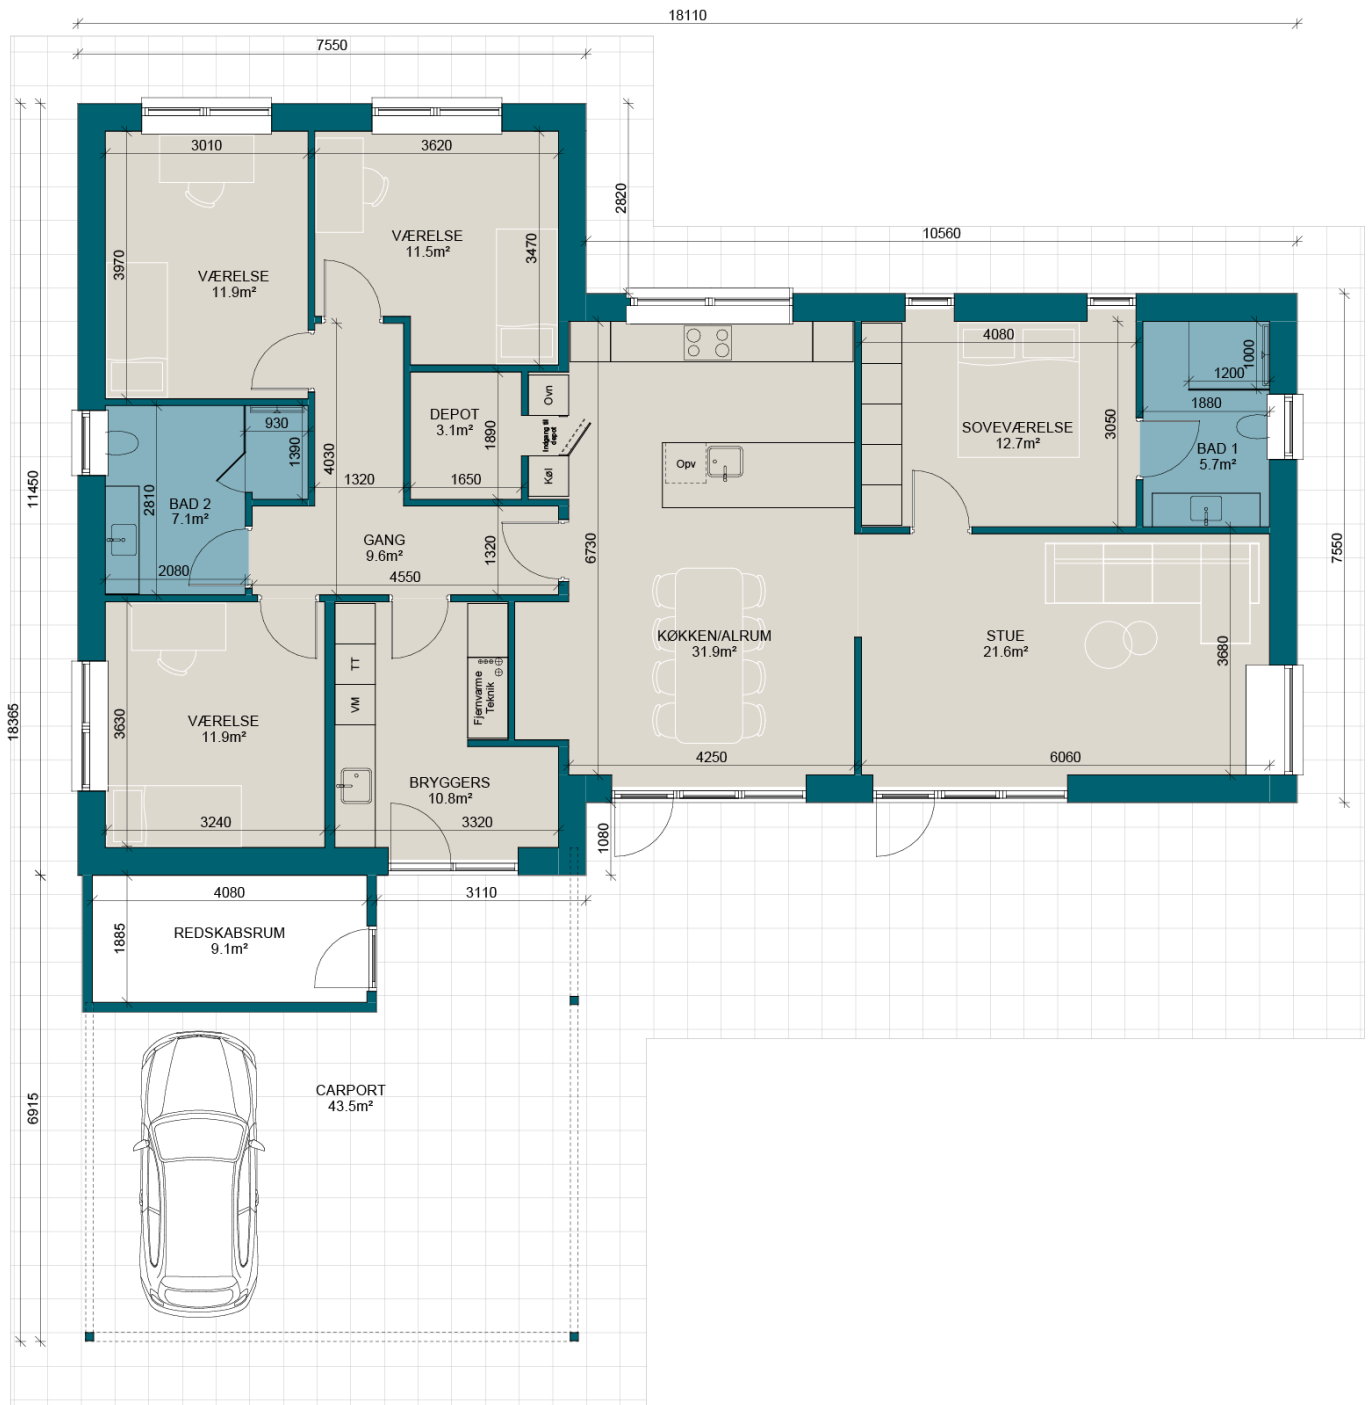 18110
7550
3010
3620
2820
10560
VÆRELSE
11.5m²
3470
3970
VÆRELSE
11.9m²
4080
1000
1200
1880
Ovn
DEPOT
3.1m²
1890
Indgang til
depot
930
1390
3050
SOVEVÆRELSE
12.7m²
BAD 1
5.7m²
4030
1320
1650
Køl
Opv
11450
2810
BAD 2
7.1m²
GANG
9.6m²
1320
6730
7550
2080
4550
KØKKEN/ALRUM
31.9m²
STUE
21.6m²
3680
TT
VM
Fjernvarme
Teknik
18365
3630
VÆRELSE
11.9m²
4250
6060
BRYGGERS
10.8m²
3240
3320
1080
4080
3110
1885
REDSKABSRUM
9.1m²
6915
CARPORT
43.5m²